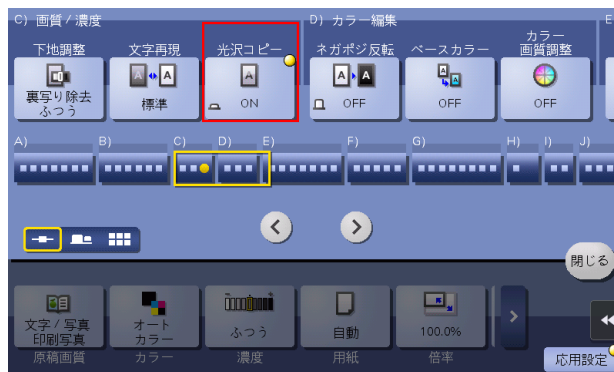 C) 画質 / 濃度
D) カラー編集
E
下地調整
文字再現
光沢コピー
ネガポジ反転
ベースカラー
カラー
画質調整
A A
A
A A
A
A
裏写り除去
ふつう
標準
ON
OFF
OFF
OFF
A)
B)
C)
D)
E)
F)
G)
H)
I)
J)
閉じる
文字 / 写真
印刷写真
オート
カラー
ふつう
自動
100.0%
原稿画質
カラー
濃度
用紙
倍率
応用設定